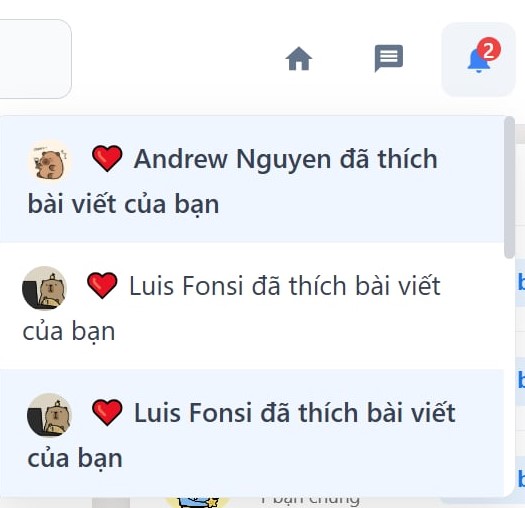 2
❤️ Andrew Nguyen đã thích
bài viết của bạn
❤️ Luis Fonsi đã thích bài viết
của bạn
❤️ Luis Fonsi đã thích bài viết
của bạn
1 bạn chung